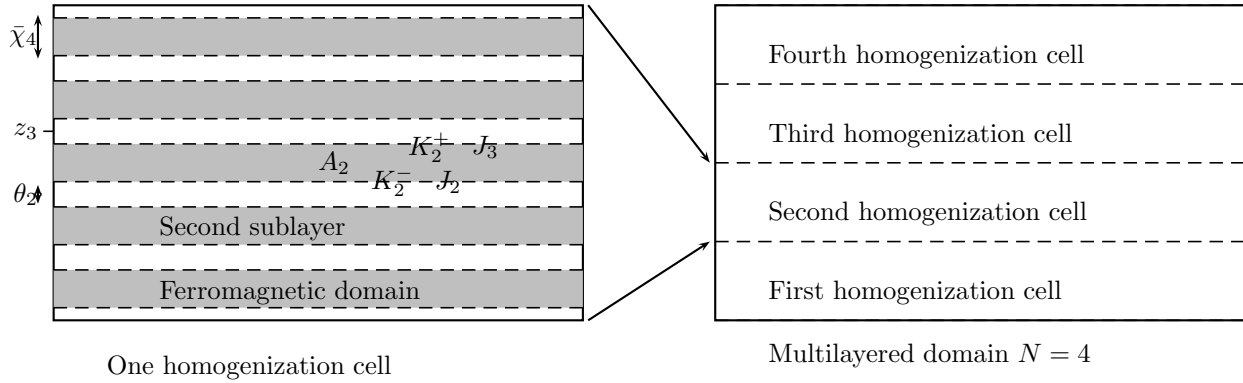 χ̄₄
z₃
θ₂
A₂
K₂⁺ J₃
K₂⁻ J₂
Second sublayer
Ferromagnetic domain
One homogenization cell
Fourth homogenization cell
Third homogenization cell
Second homogenization cell
First homogenization cell
Multilayered domain N = 4